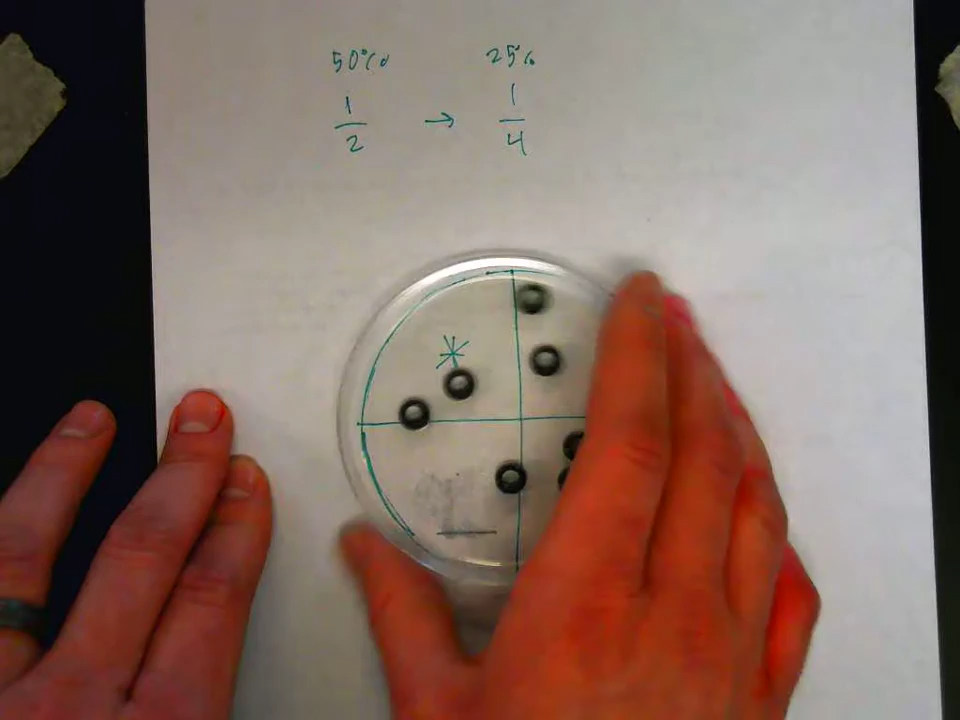 50% 25%
1/2 → 1/4
*